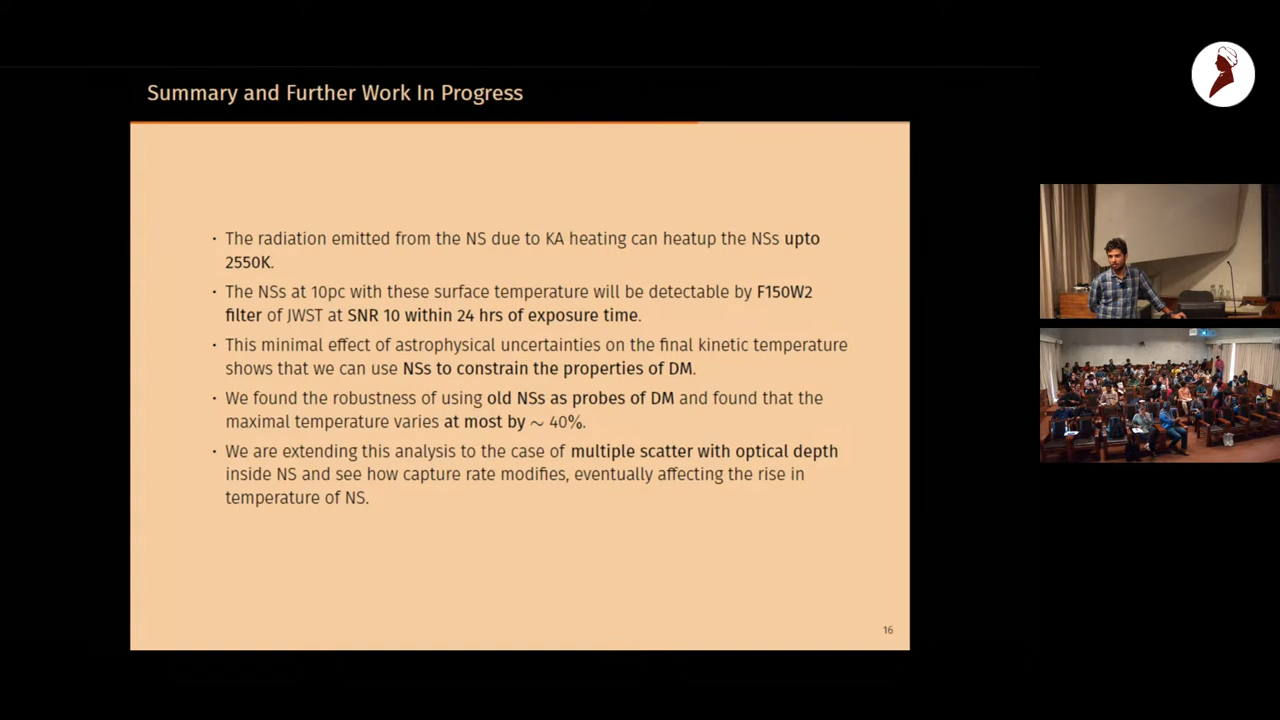 Summary and Further Work In Progress
· The radiation emitted from the NS due to KA heating can heatup the NSs upto
2550K.
· The NSs at 10pc with these surface temperature will be detectable by F150W2
filter of JWST at SNR 10 within 24 hrs of exposure time.
· This minimal effect of astrophysical uncertainties on the final kinetic temperature
shows that we can use NSs to constrain the properties of DM.
· We found the robustness of using old NSs as probes of DM and found that the
maximal temperature varies at most by ∼ 40%.
· We are extending this analysis to the case of multiple scatter with optical depth
inside NS and see how capture rate modifies, eventually affecting the rise in
temperature of NS.
16